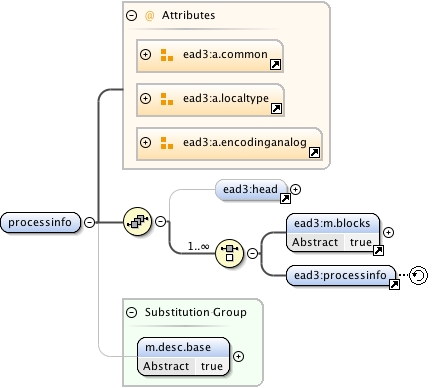 @ Attributes
ead3:a.common
ead3:a.localtype
ead3:a.encodinganalog
ead3:head
processinfo
1..∞
ead3:m.blocks
Abstract true
ead3:processinfo
Substitution Group
m.desc.base
Abstract true